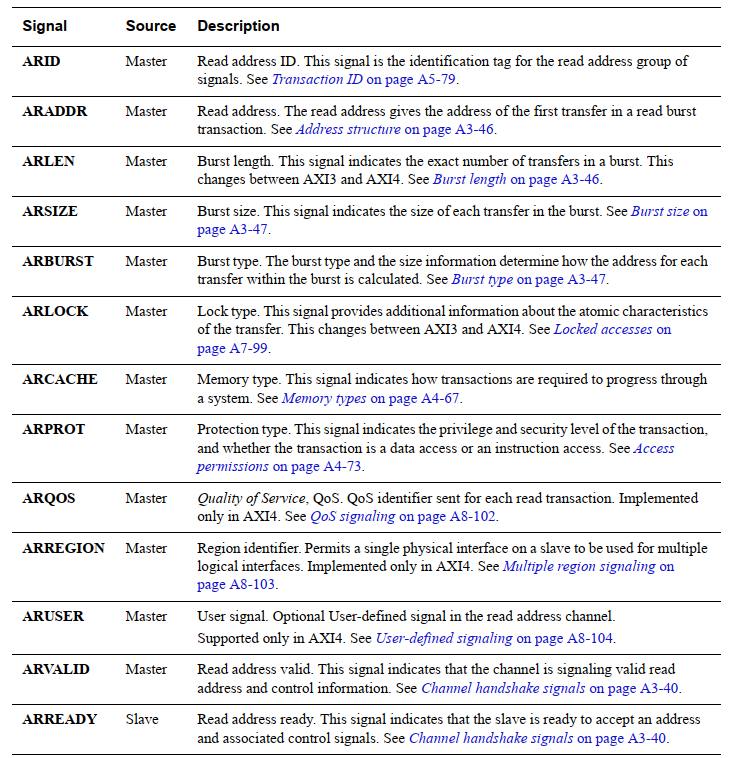 Signal Source Description
ARID Master Read address ID. This signal is the identification tag for the read address group of
signals. See Transaction ID on page A5-79.
ARADDR Master Read address. The read address gives the address of the first transfer in a read burst
transaction. See Address structure on page A3-46.
ARLEN Master Burst length. This signal indicates the exact number of transfers in a burst. This
changes between AXI3 and AXI4. See Burst length on page A3-46.
ARSIZE Master Burst size. This signal indicates the size of each transfer in the burst. See Burst size on
page A3-47.
ARBURST Master Burst type. The burst type and the size information determine how the address for each
transfer within the burst is calculated. See Burst type on page A3-47.
ARLOCK Master Lock type. This signal provides additional information about the atomic characteristics
of the transfer. This changes between AXI3 and AXI4. See Locked accesses on
page A7-99.
ARCACHE Master Memory type. This signal indicates how transactions are required to progress through
a system. See Memory types on page A4-67.
ARPROT Master Protection type. This signal indicates the privilege and security level of the transaction,
and whether the transaction is a data access or an instruction access. See Access
permissions on page A4-73.
ARQOS Master Quality of Service, QoS. QoS identifier sent for each read transaction. Implemented
only in AXI4. See QoS signaling on page A8-102.
ARREGION Master Region identifier. Permits a single physical interface on a slave to be used for multiple
logical interfaces. Implemented only in AXI4. See Multiple region signaling on
page A8-103.
ARUSER Master User signal. Optional User-defined signal in the read address channel.
Supported only in AXI4. See User-defined signaling on page A8-104.
ARVALID Master Read address valid. This signal indicates that the channel is signaling valid read
address and control information. See Channel handshake signals on page A3-40.
ARREADY Slave Read address ready. This signal indicates that the slave is ready to accept an address
and associated control signals. See Channel handshake signals on page A3-40.